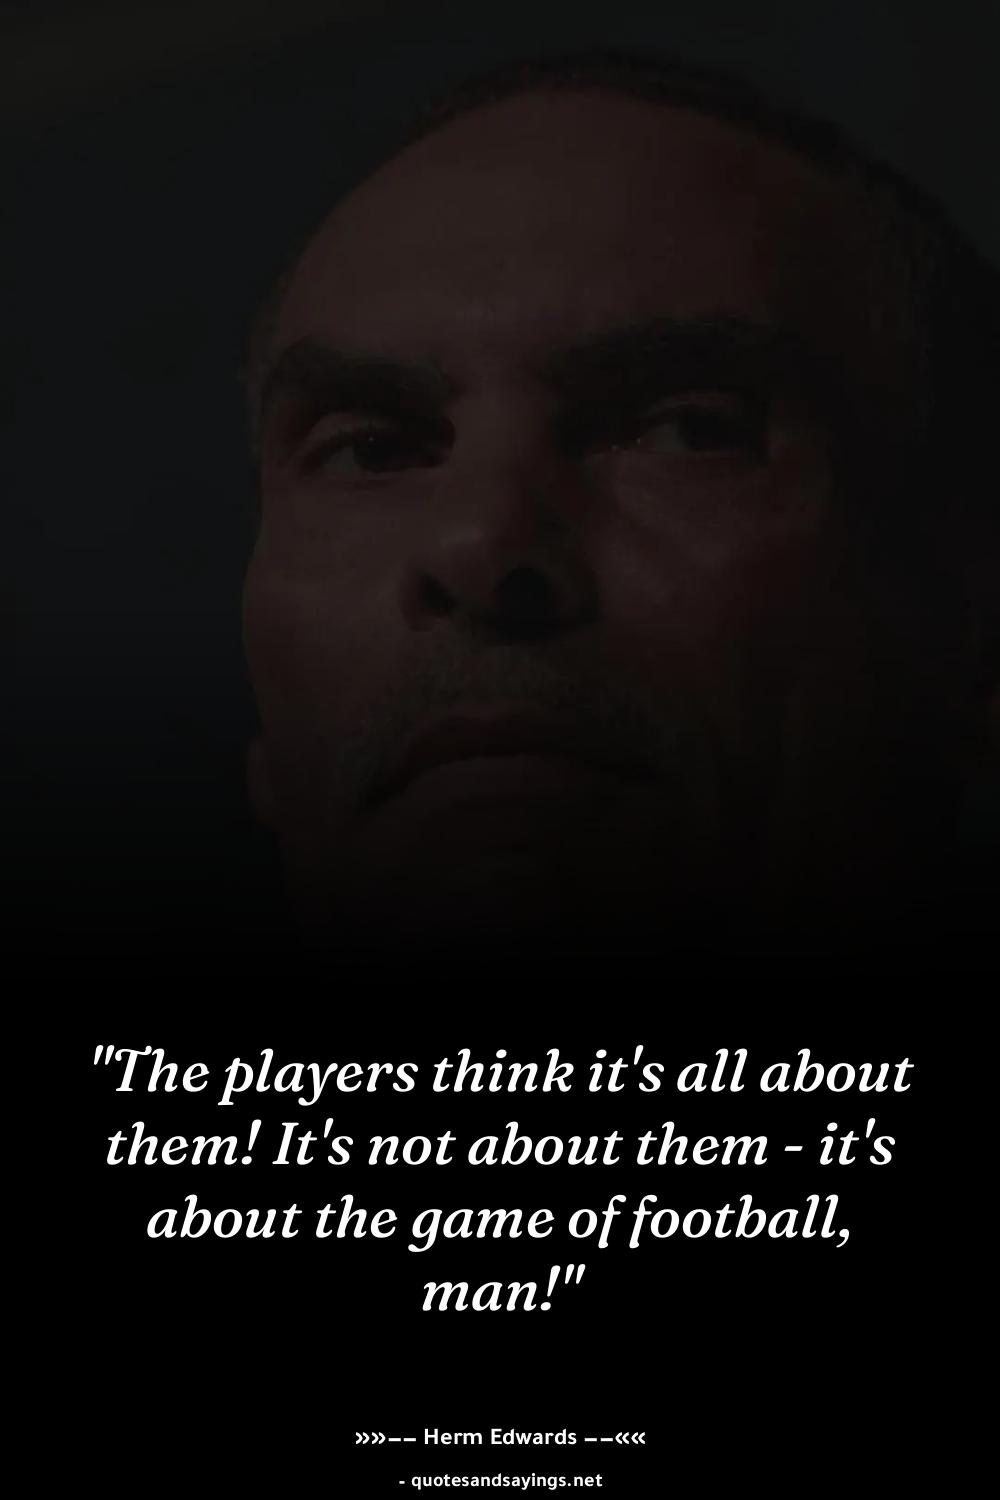 "The players think it's all about
them! It's not about them - it's
about the game of football,
man!"
»»−− Herm Edwards −−««
- quotesandsayings.net